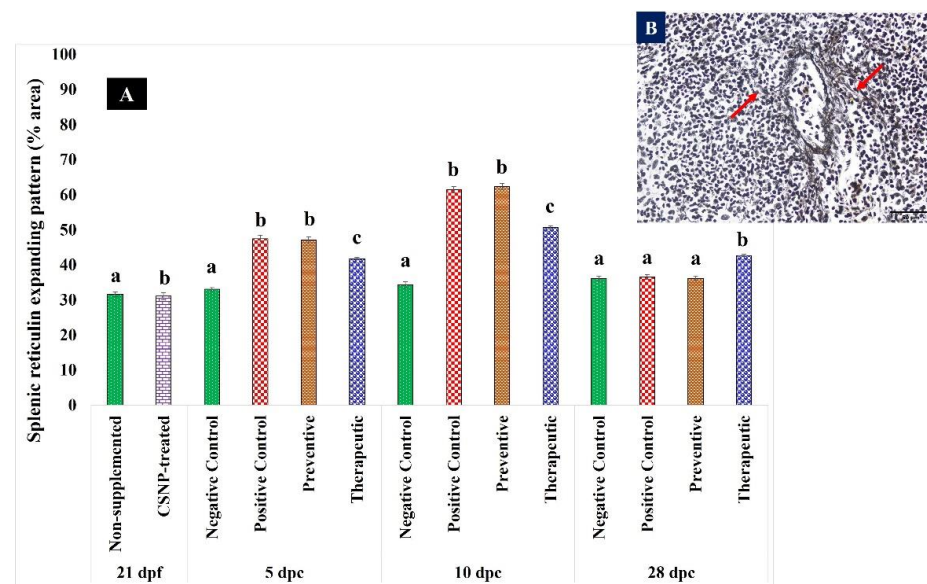 A
B
Splenic reticulin expanding pattern (% area)
100
90
80
70
60
50
40
30
20
10
0
a
b
a
b
b
c
a
b
b
c
a
a
a
b
Non-supplemented
CSNP-treated
Negative Control
Positive Control
Preventive
Therapeutic
Negative Control
Positive Control
Preventive
Therapeutic
Negative Control
Positive Control
Preventive
Therapeutic
21 dpf
5 dpc
10 dpc
28 dpc